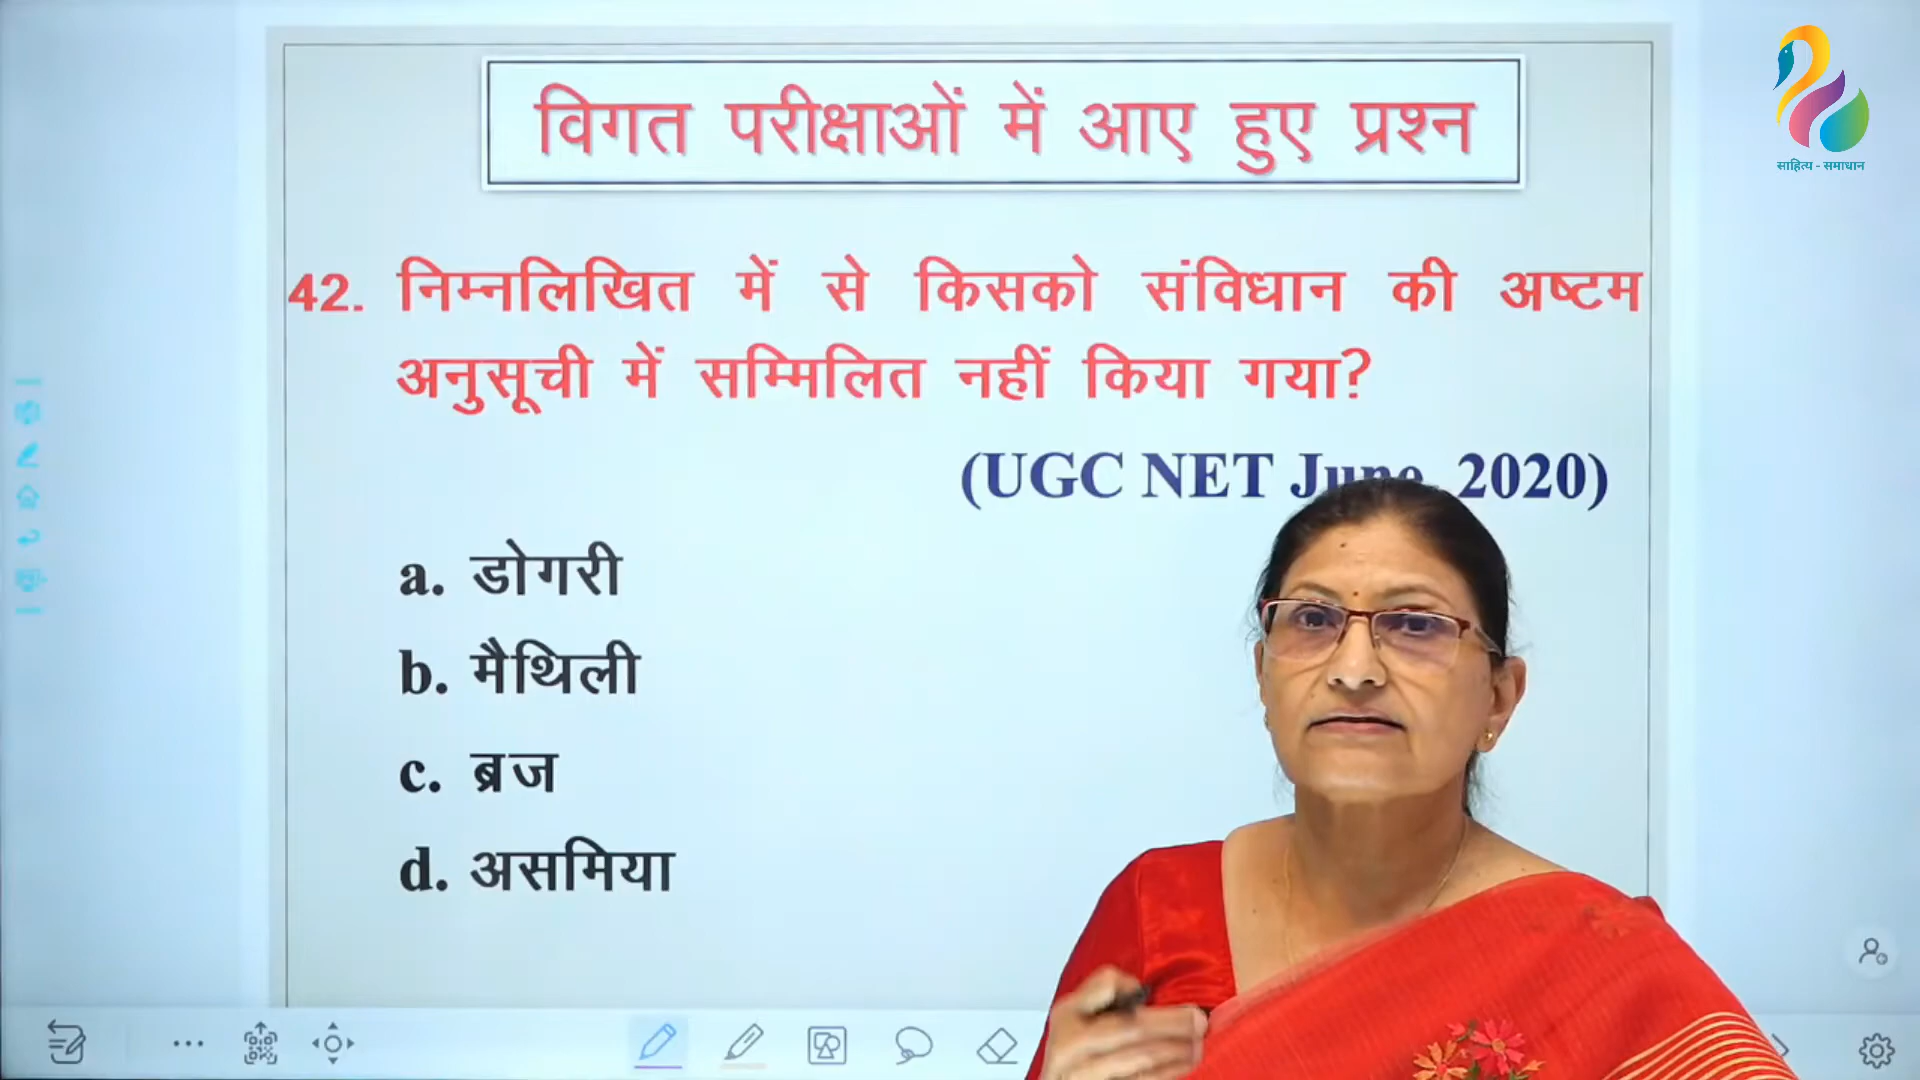 विगत परीक्षाओं में आए हुए प्रश्न
साहित्य - समाधान
42. निम्नलिखित में से किसको संविधान की अष्टम
अनुसूची में सम्मिलित नहीं किया गया?
(UGC NET June, 2020)
a. डोगरी
b. मैथिली
c. ब्रज
d. असमिया